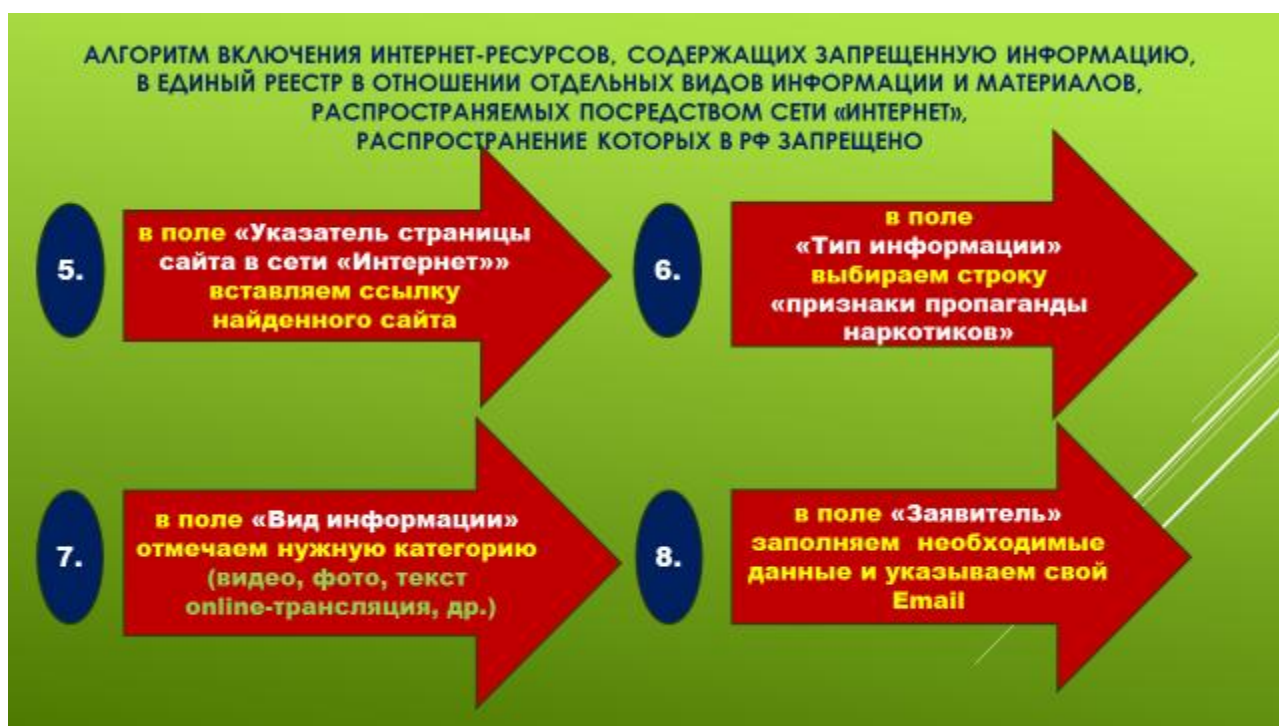 АЛГОРИТМ ВКЛЮЧЕНИЯ ИНТЕРНЕТ-РЕСУРСОВ, СОДЕРЖАЩИХ ЗАПРЕЩЕННУЮ ИНФОРМАЦИЮ,
В ЕДИНЫЙ РЕЕСТР В ОТНОШЕНИИ ОТДЕЛЬНЫХ ВИДОВ ИНФОРМАЦИИ И МАТЕРИАЛОВ,
РАСПРОСТРАНЯЕМЫХ ПОСРЕДСТВОМ СЕТИ «ИНТЕРНЕТ»,
РАСПРОСТРАНЕНИЕ КОТОРЫХ В РФ ЗАПРЕЩЕНО
5.
в поле «Указатель страницы
сайта в сети «Интернет»»
вставляем ссылку
найденного сайта
6.
в поле
«Тип информации»
выбираем строку
«признаки пропаганды
наркотиков»
7.
в поле «Вид информации»
отмечаем нужную категорию
(видео, фото, текст
online-трансляция, др.)
8.
в поле «Заявитель»
заполняем необходимые
данные и указываем свой
Email